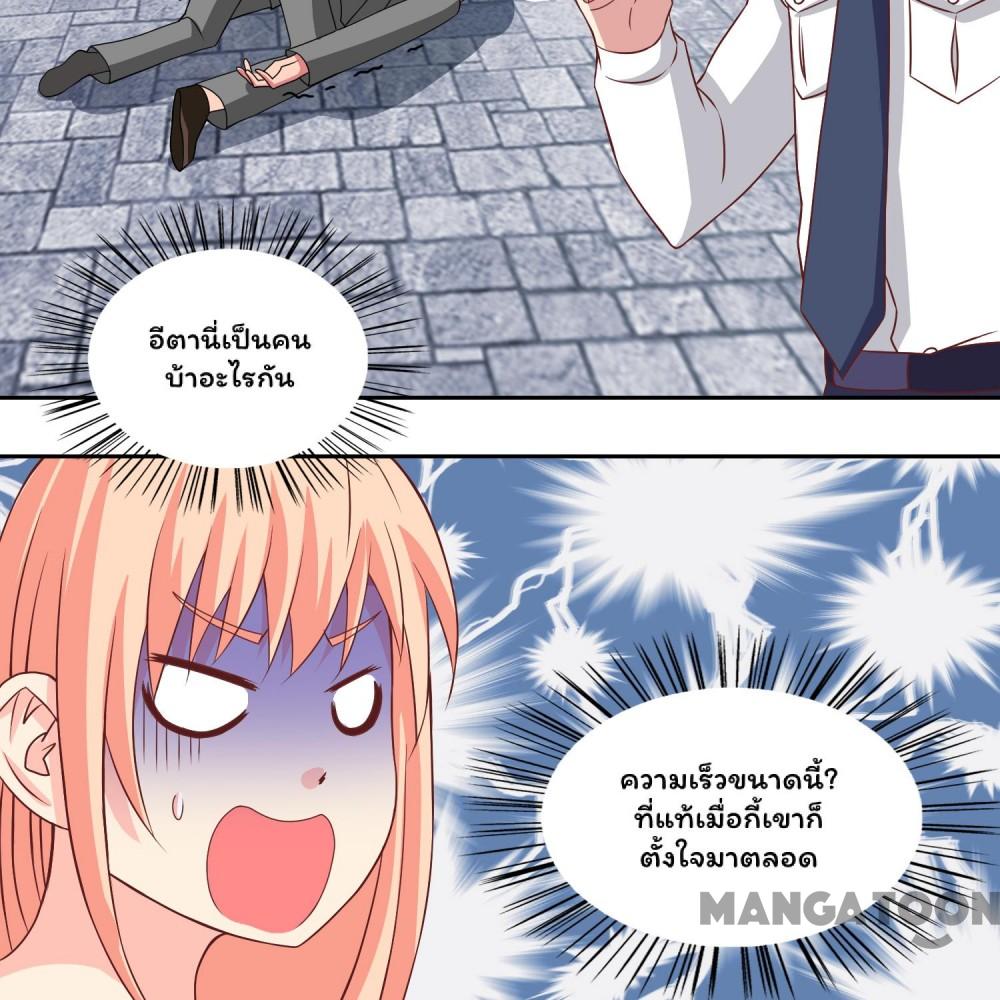 อีตานี่เป็นคน
บ้าอะไรกัน
ความเร็วขนาดนี้?
ที่แท้เมื่อกี้เขาก็
ตั้งใจมาตลอด
MANGATOON